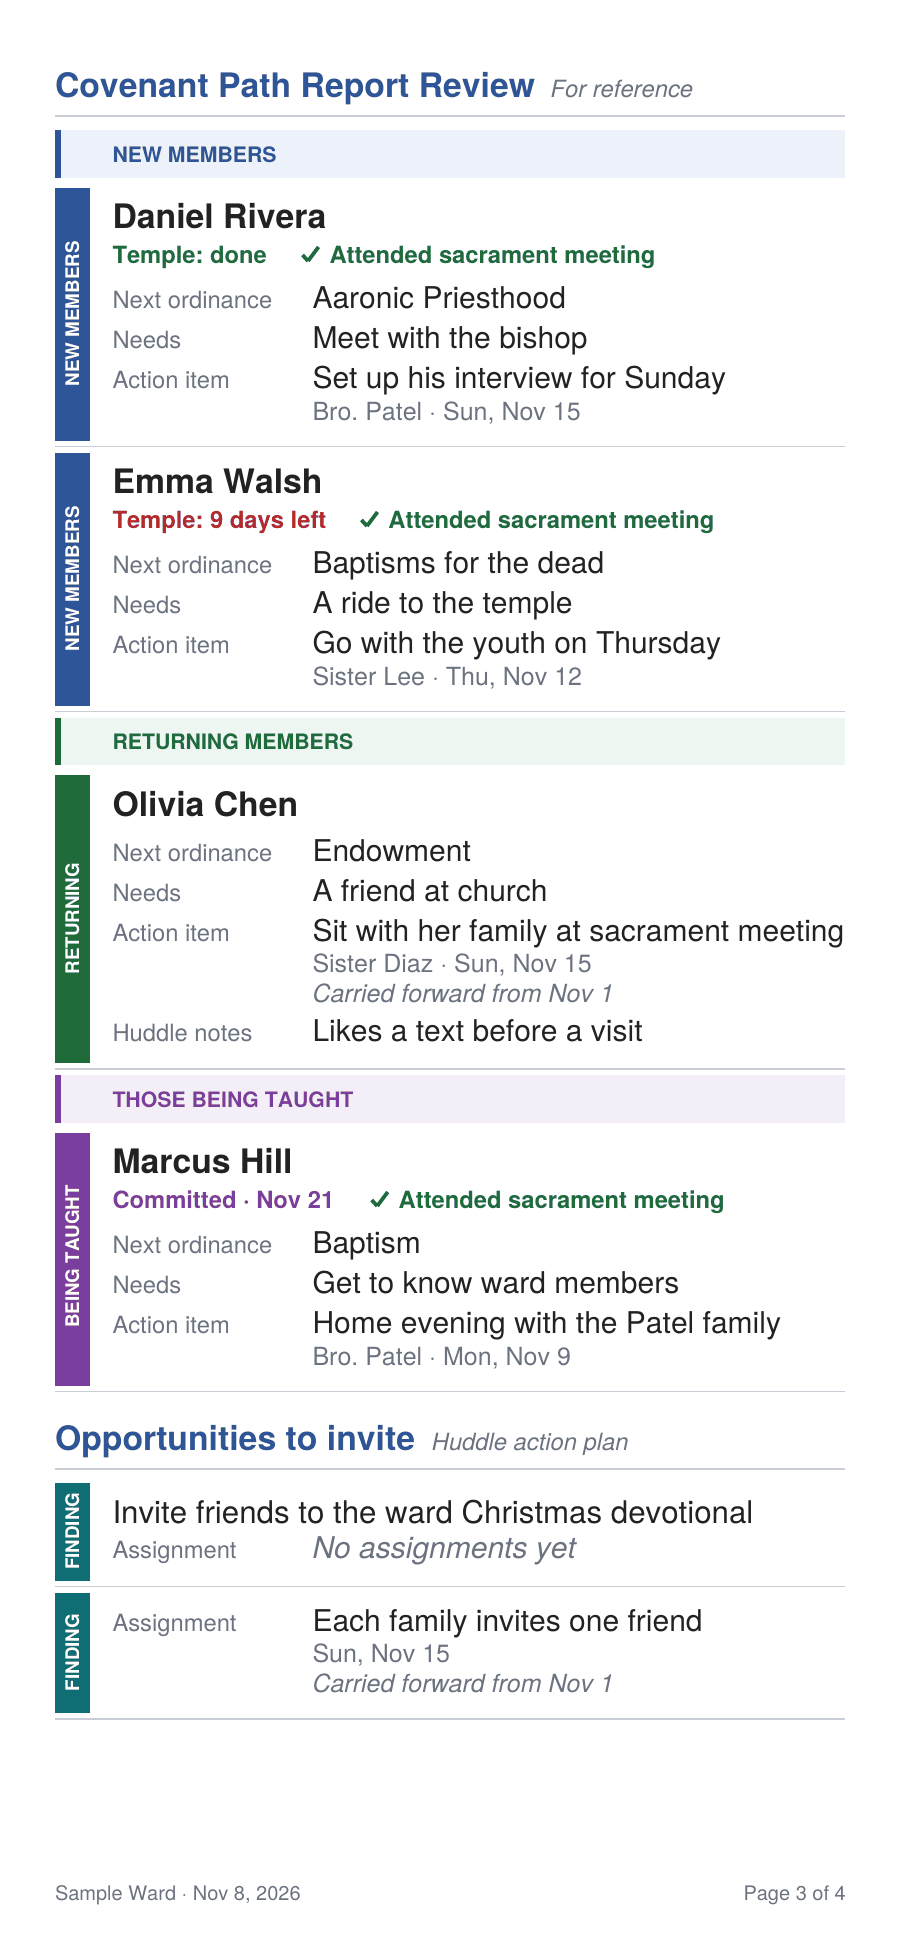 Covenant Path Report Review For reference
NEW MEMBERS
NEW MEMBERS
Daniel Rivera
Temple: done ✓ Attended sacrament meeting
Next ordinance Aaronic Priesthood
Needs Meet with the bishop
Action item Set up his interview for Sunday
Bro. Patel · Sun, Nov 15
NEW MEMBERS
Emma Walsh
Temple: 9 days left ✓ Attended sacrament meeting
Next ordinance Baptisms for the dead
Needs A ride to the temple
Action item Go with the youth on Thursday
Sister Lee · Thu, Nov 12
RETURNING MEMBERS
RETURNING
Olivia Chen
Next ordinance Endowment
Needs A friend at church
Action item Sit with her family at sacrament meeting
Sister Diaz · Sun, Nov 15
Carried forward from Nov 1
Huddle notes Likes a text before a visit
THOSE BEING TAUGHT
BEING TAUGHT
Marcus Hill
Committed · Nov 21 ✓ Attended sacrament meeting
Next ordinance Baptism
Needs Get to know ward members
Action item Home evening with the Patel family
Bro. Patel · Mon, Nov 9
Opportunities to invite Huddle action plan
FINDING
Invite friends to the ward Christmas devotional
Assignment No assignments yet
FINDING
Assignment Each family invites one friend
Sun, Nov 15
Carried forward from Nov 1
Sample Ward · Nov 8, 2026 Page 3 of 4